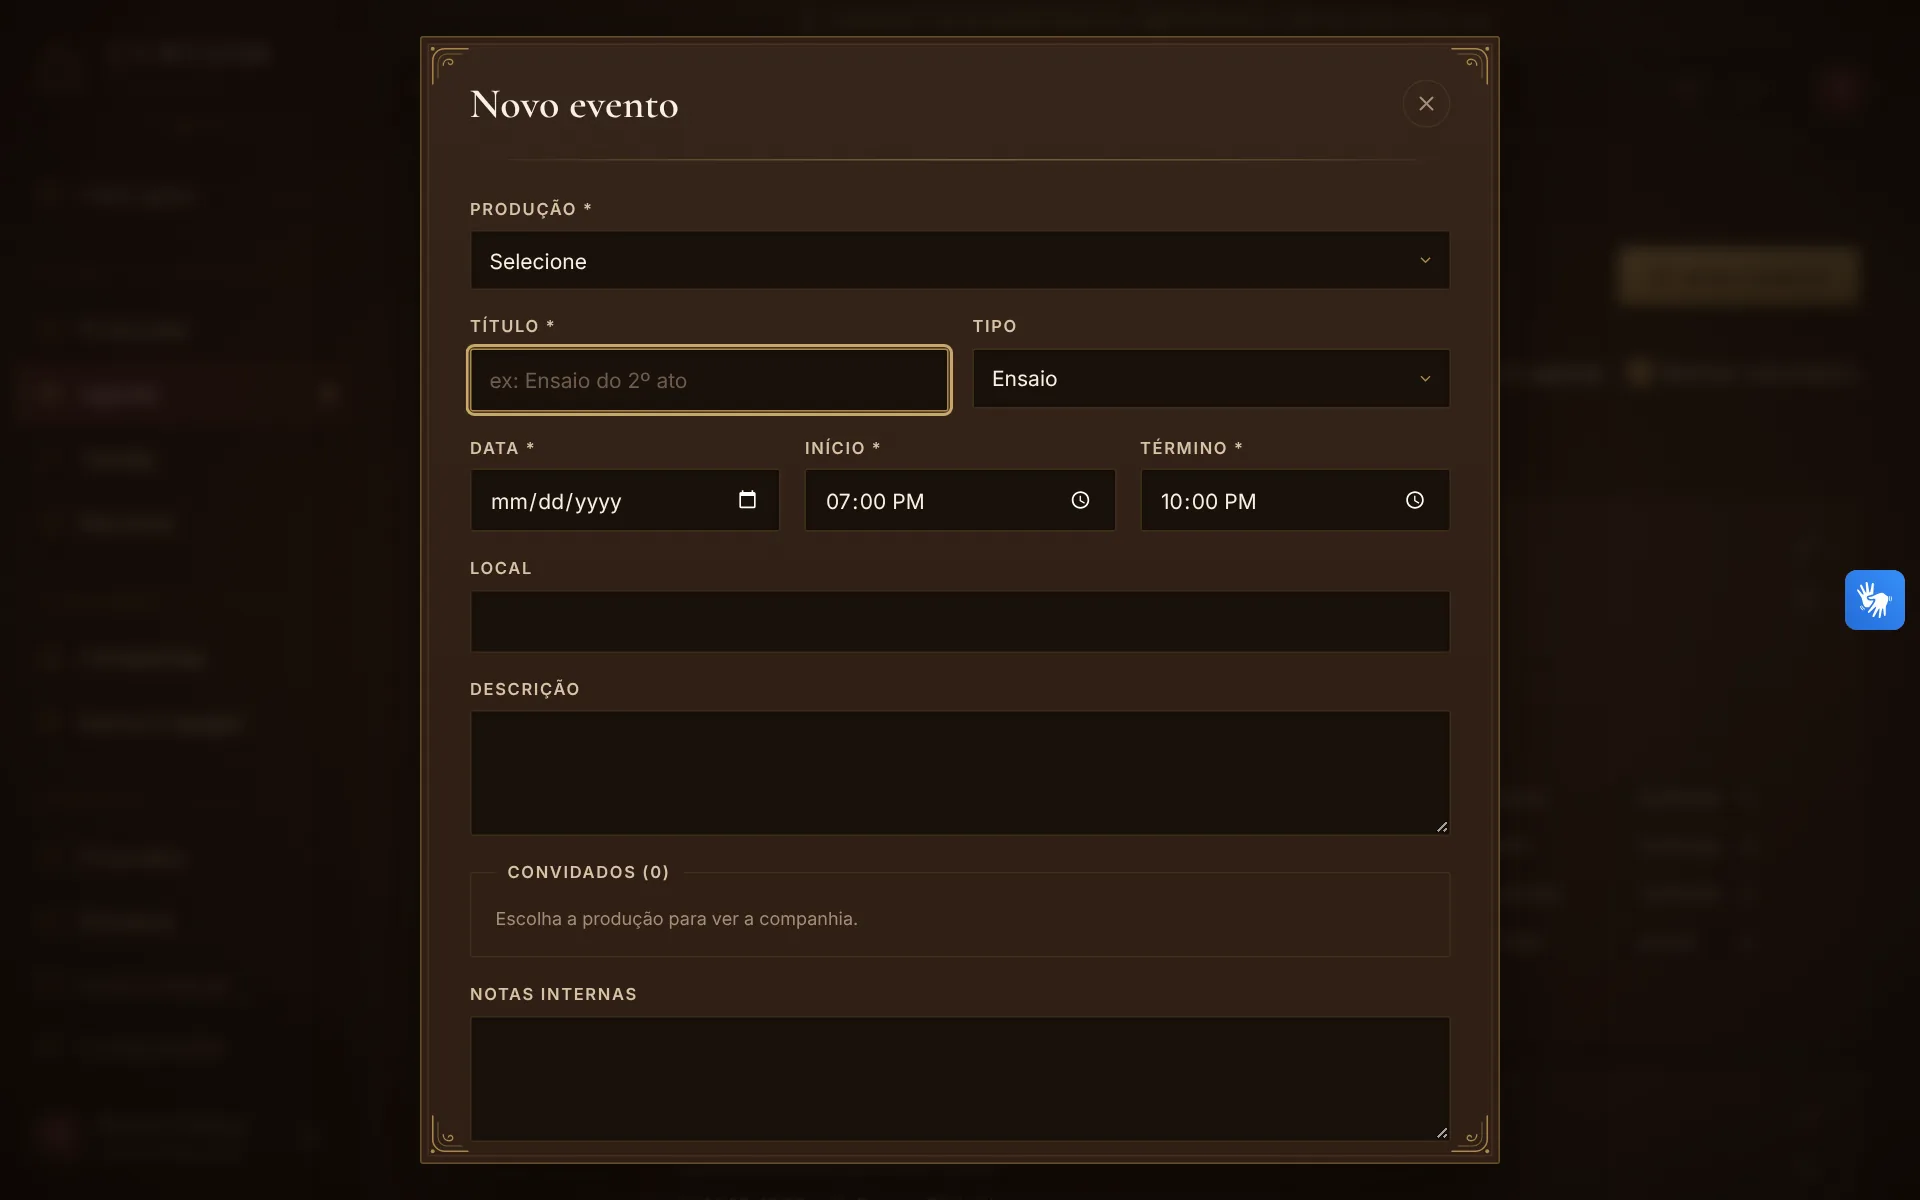 Novo evento
PRODUÇÃO *
Selecione
TÍTULO *
TIPO
ex: Ensaio do 2º ato
Ensaio
DATA *
INÍCIO *
TÉRMINO *
mm/dd/yyyy
07:00 PM
10:00 PM
LOCAL
DESCRIÇÃO
CONVIDADOS (0)
Escolha a produção para ver a companhia.
NOTAS INTERNAS